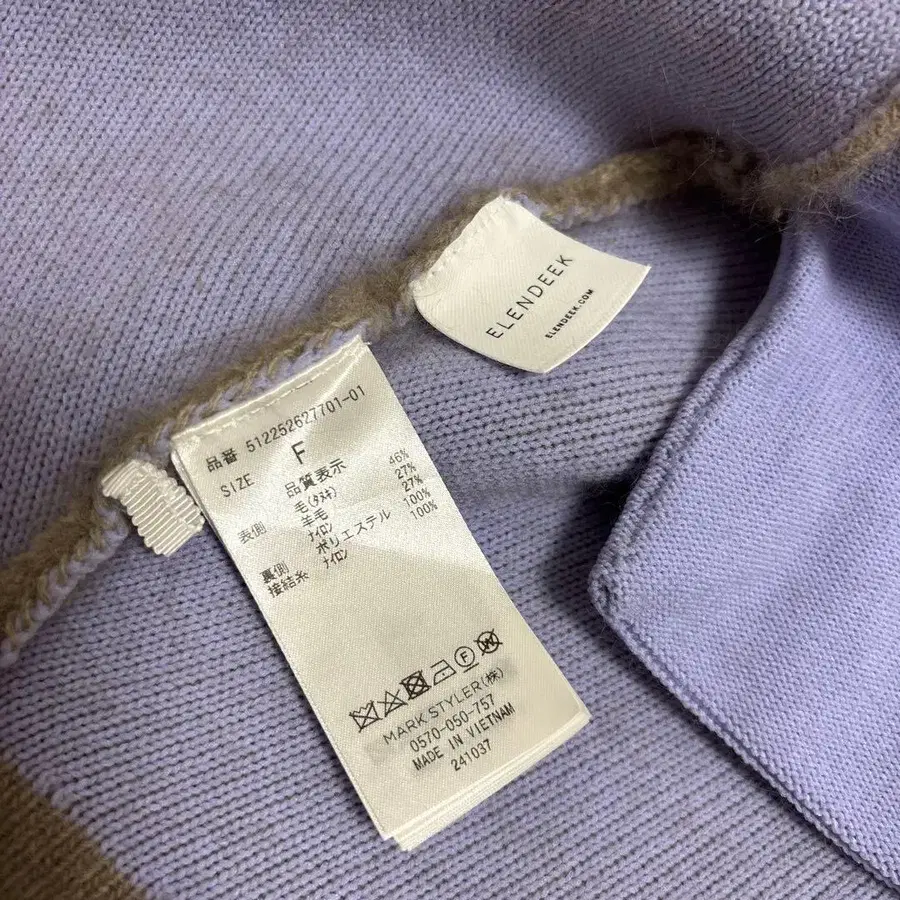 ELENDEEK
ELENDEEK.COM
品番 512252627701-01
SIZE F
品質表示
表側 毛(タヌキ) 46%
羊毛 27%
ナイロン 27%
裏側 ポリエステル 100%
接結糸 ナイロン 100%
F
W
MARK STYLER(株)
0570-050-757
MADE IN VIETNAM
241037